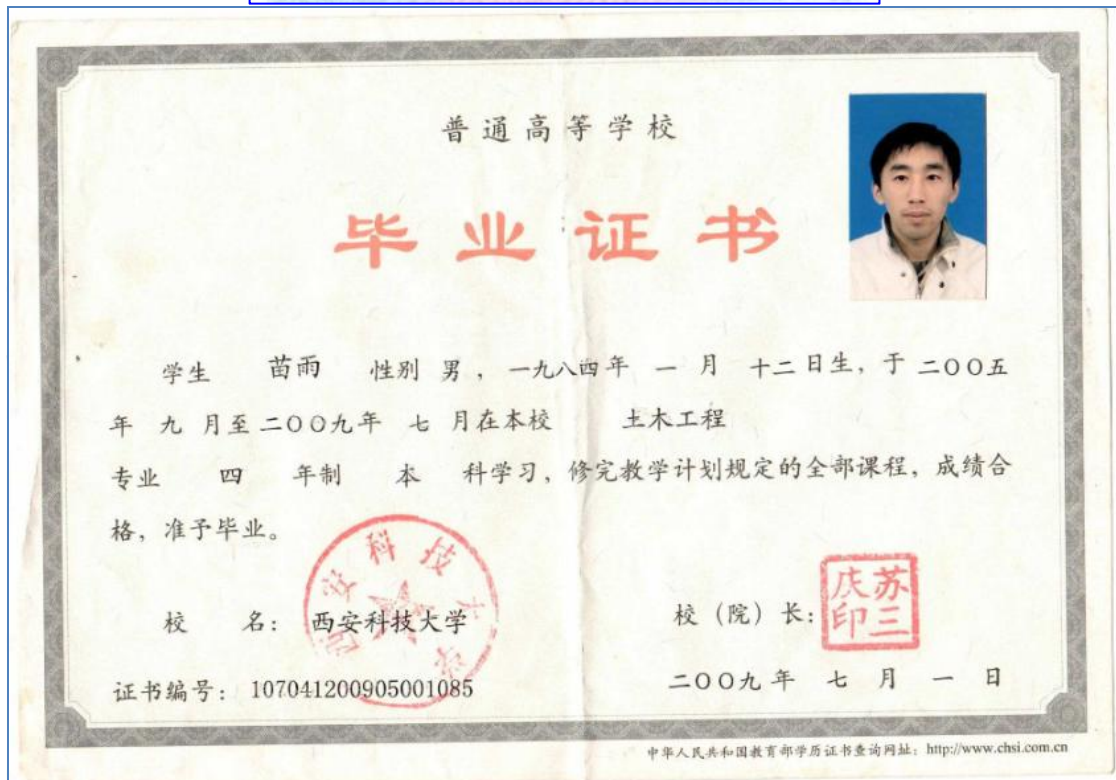 普通高等学校
毕业证书
学生 苗雨 性别 男，一九八四年 一 月 十二日生，于 二〇〇五
年 九 月至二〇〇九年 七 月在本校 土木工程
专业 四 年制 本 科学习，修完教学计划规定的全部课程，成绩合
格，准予毕业。
西安科技大学
校 名：西安科技大学
校（院）长：
苏三庆印
证书编号：107041200905001085
二〇〇九年 七 月 一 日
中华人民共和国教育部学历证书查询网址：http://www.chsi.com.cn